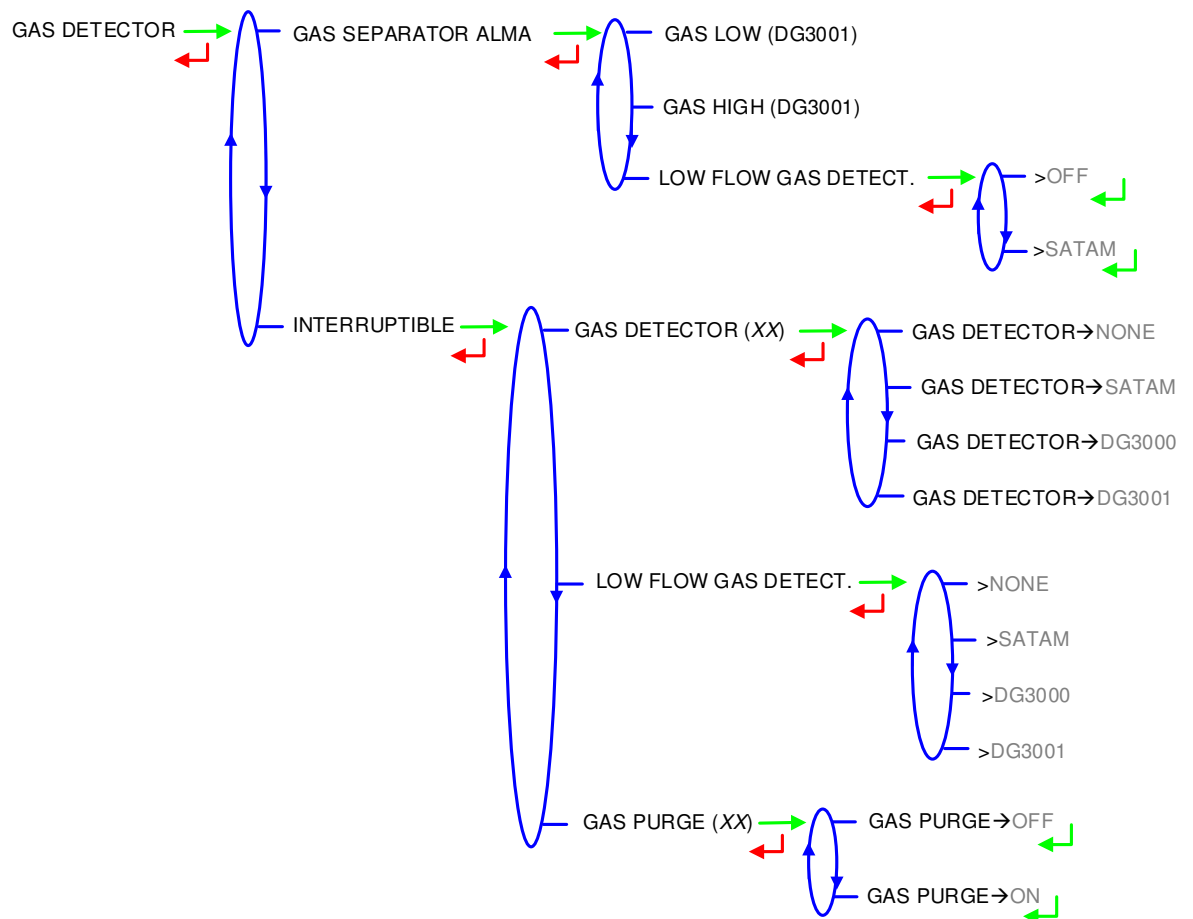 GAS DETECTOR
GAS SEPARATOR ALMA
GAS LOW (DG3001)
GAS HIGH (DG3001)
LOW FLOW GAS DETECT.
>OFF
>SATAM
INTERRUPTIBLE
GAS DETECTOR (XX)
GAS DETECTOR→NONE
GAS DETECTOR→SATAM
GAS DETECTOR→DG3000
GAS DETECTOR→DG3001
LOW FLOW GAS DETECT.
>NONE
>SATAM
>DG3000
>DG3001
GAS PURGE (XX)
GAS PURGE→OFF
GAS PURGE→ON